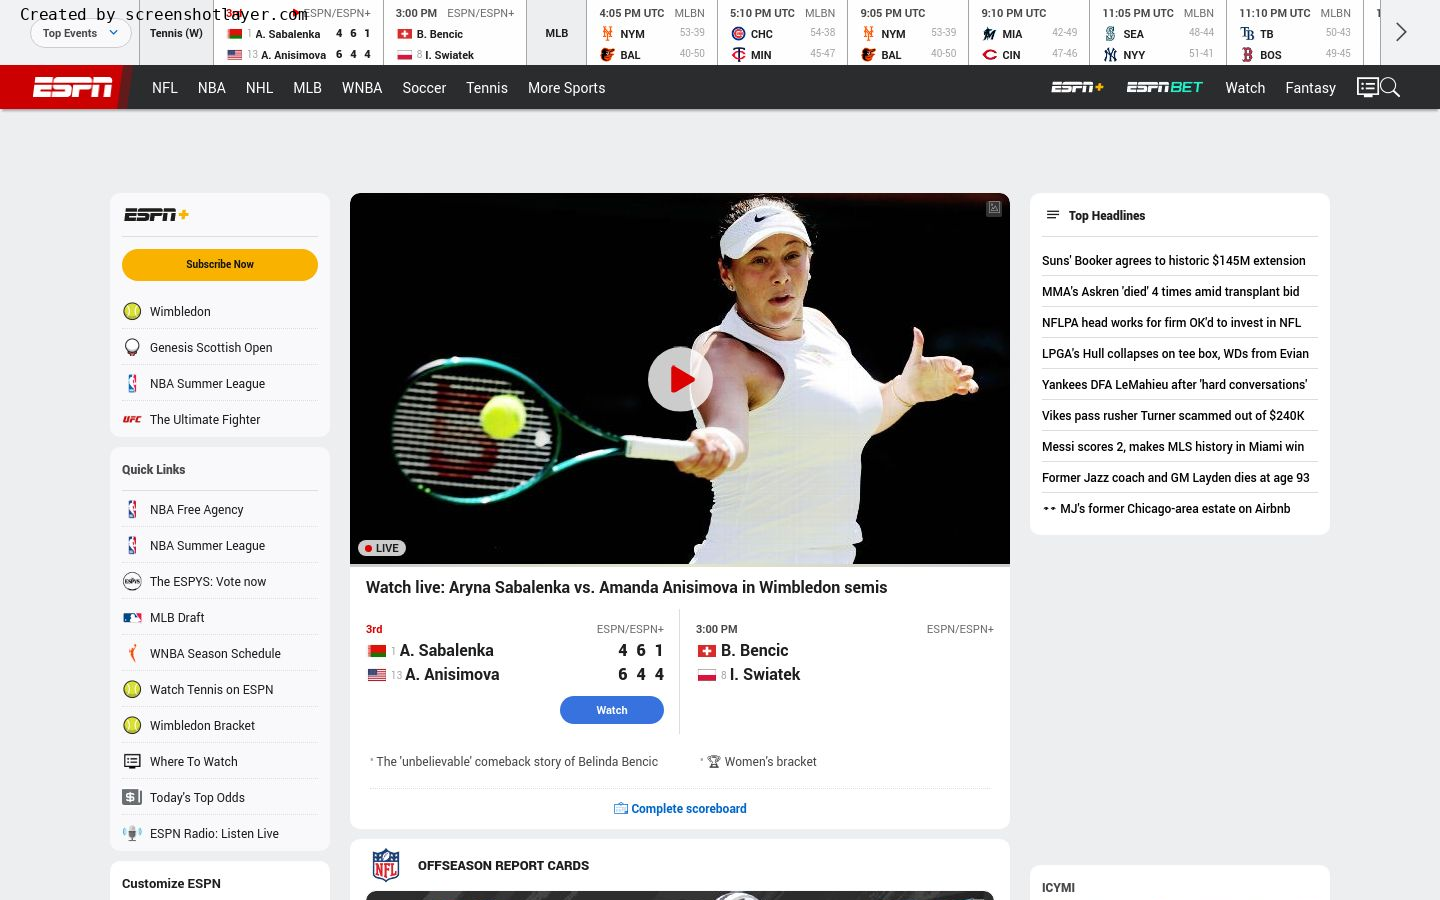 Created by screenshotlayer.com
Top Events
Tennis (W)
3rd ESPN/ESPN+
1 A. Sabalenka 4 6 1
13 A. Anisimova 6 4 4
3:00 PM ESPN/ESPN+
B. Bencic
8 I. Swiatek
MLB
4:05 PM UTC MLBN
NYM 53-39
BAL 40-50
5:10 PM UTC MLBN
CHC 54-38
MIN 45-47
9:05 PM UTC
NYM 53-39
BAL 40-50
9:10 PM UTC
MIA 42-49
CIN 47-46
11:05 PM UTC MLBN
SEA 48-44
NYY 51-41
11:10 PM UTC MLBN
TB 50-43
BOS 49-45
ESPN NFL NBA NHL MLB WNBA Soccer Tennis More Sports ESPN+ ESPN BET Watch Fantasy
ESPN+
Subscribe Now
Wimbledon
Genesis Scottish Open
NBA Summer League
UFC The Ultimate Fighter
Quick Links
NBA Free Agency
NBA Summer League
ESPYS The ESPYS: Vote now
MLB Draft
WNBA Season Schedule
Watch Tennis on ESPN
Wimbledon Bracket
Where To Watch
Today's Top Odds
ESPN Radio: Listen Live
Customize ESPN
LIVE
Watch live: Aryna Sabalenka vs. Amanda Anisimova in Wimbledon semis
3rd ESPN/ESPN+
1 A. Sabalenka 4 6 1
13 A. Anisimova 6 4 4
Watch
3:00 PM ESPN/ESPN+
B. Bencic
8 I. Swiatek
* The 'unbelievable' comeback story of Belinda Bencic
* 🏆 Women's bracket
Complete scoreboard
NFL OFFSEASON REPORT CARDS
Top Headlines
Suns' Booker agrees to historic $145M extension
MMA's Askren 'died' 4 times amid transplant bid
NFLPA head works for firm OK'd to invest in NFL
LPGA's Hull collapses on tee box, WDs from Evian
Yankees DFA LeMahieu after 'hard conversations'
Vikes pass rusher Turner scammed out of $240K
Messi scores 2, makes MLS history in Miami win
Former Jazz coach and GM Layden dies at age 93
MJ's former Chicago-area estate on Airbnb
ICYMI